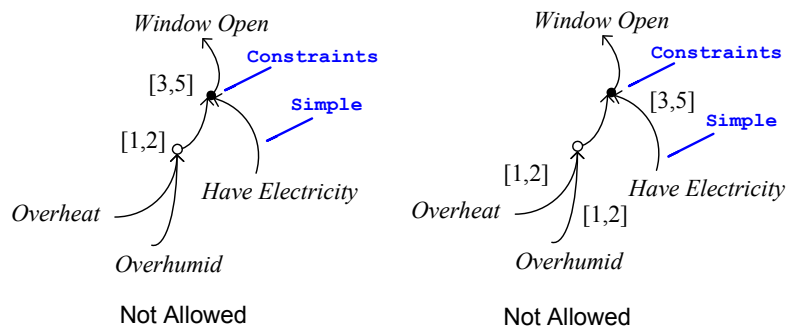 Window Open
Constraints
[3,5]
Simple
[1,2]
Have Electricity
Overheat
Overhumid
Not Allowed
Window Open
Constraints
[3,5]
Simple
[1,2]
Have Electricity
Overheat
[1,2]
Overhumid
Not Allowed